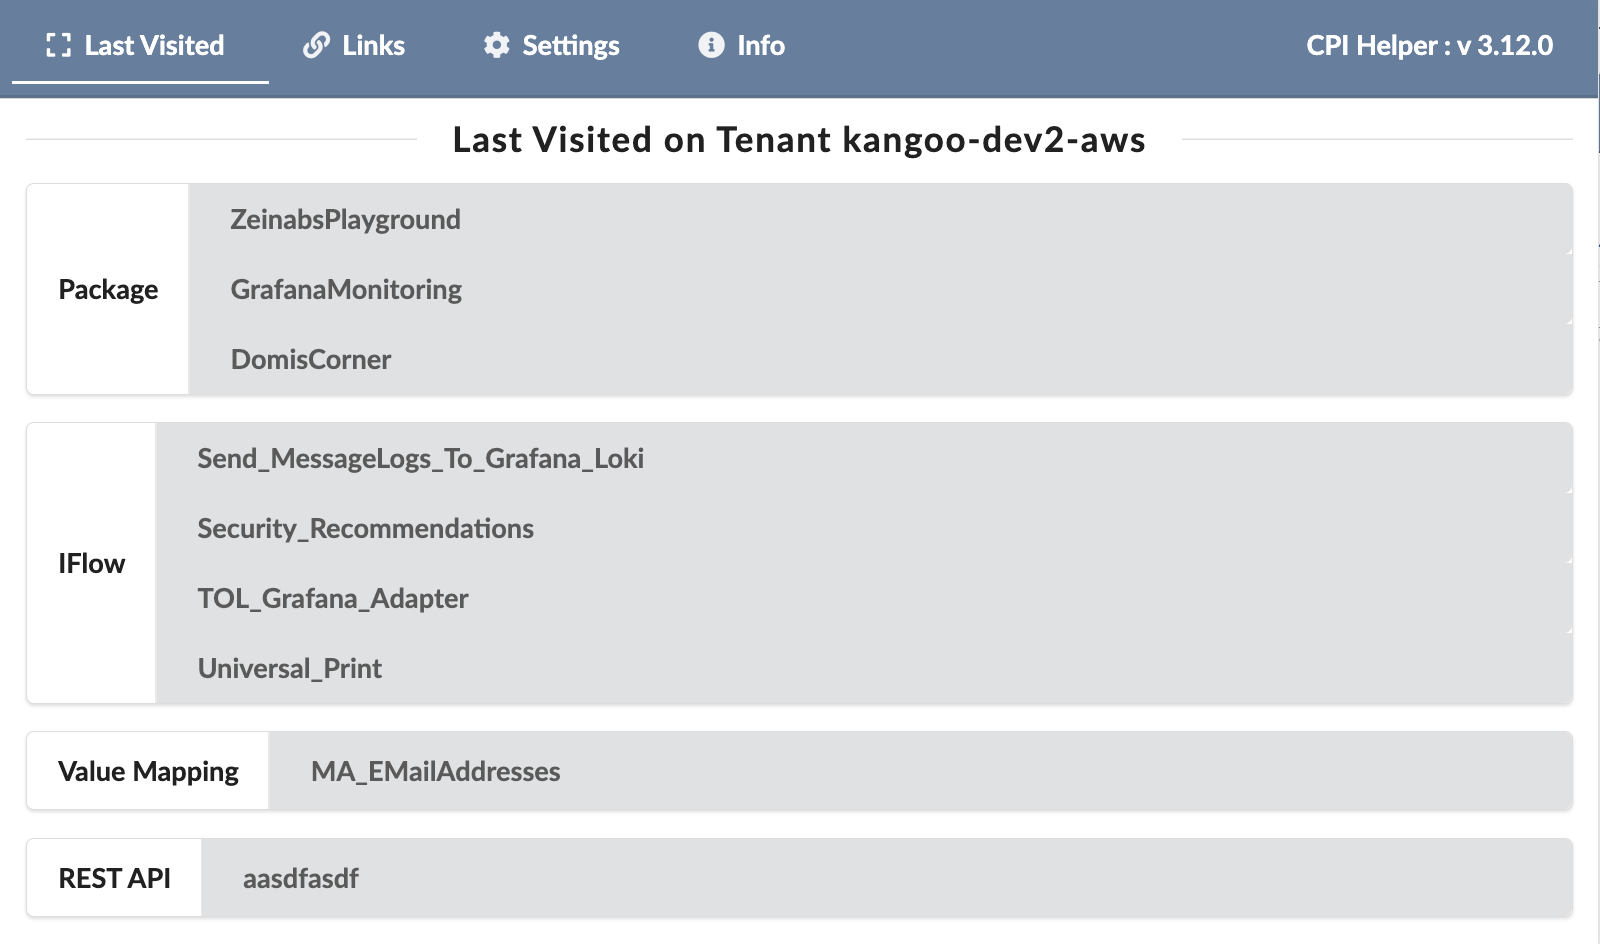 Last Visited
Links
Settings
Info
CPI Helper : v 3.12.0
Last Visited on Tenant kangoo-dev2-aws
Package
ZeinabsPlayground
GrafanaMonitoring
DomisCorner
IFlow
Send_MessageLogs_To_Grafana_Loki
Security_Recommendations
TOL_Grafana_Adapter
Universal_Print
Value Mapping
MA_EMailAddresses
REST API
aasdfasdf